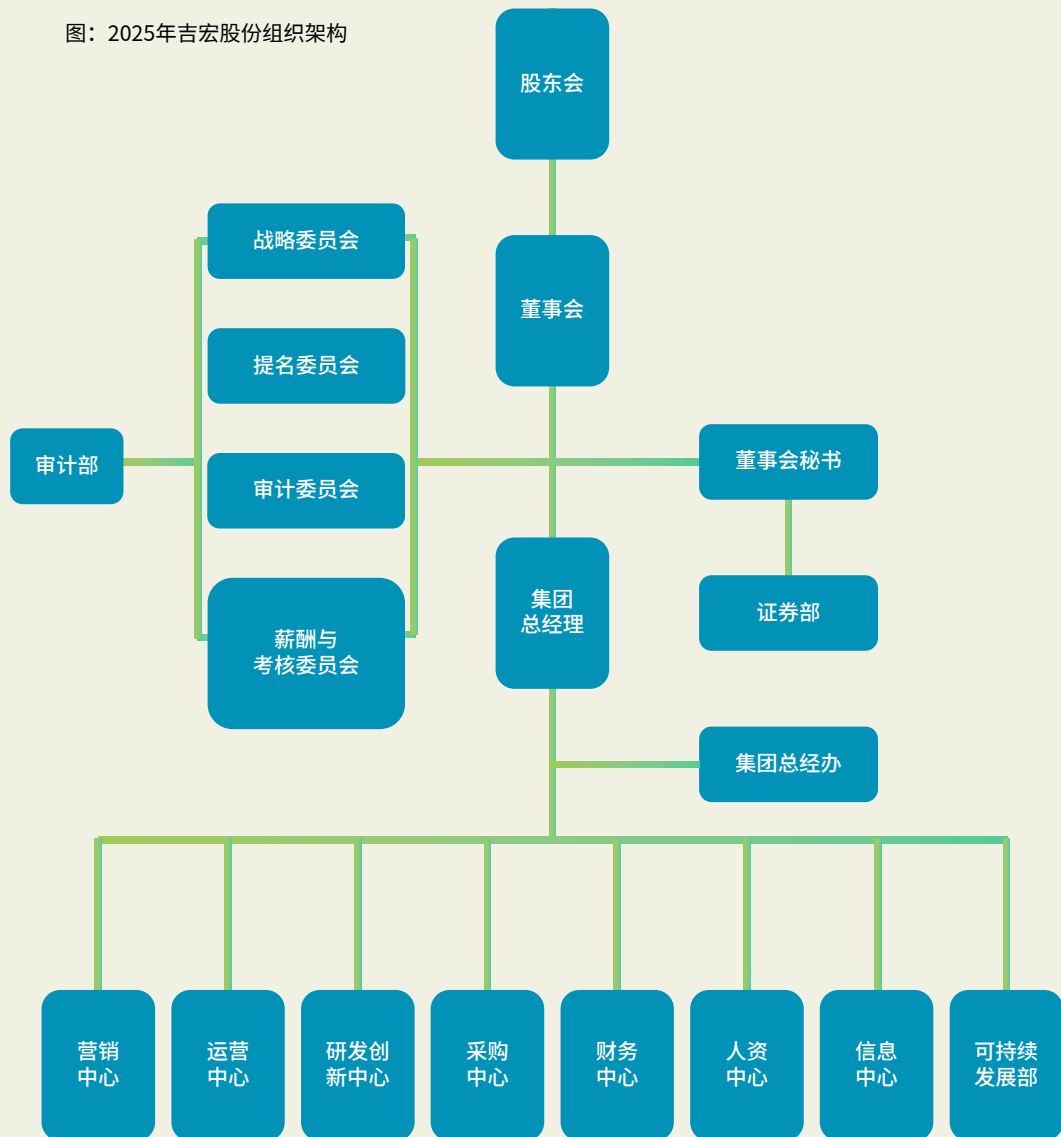 图：2025年吉宏股份组织架构
股东会
战略委员会
董事会
提名委员会
审计部
审计委员会
董事会秘书
集团
总经理
证券部
薪酬与
考核委员会
集团总经办
营销
中心
运营
中心
研发创
新中心
采购
中心
财务
中心
人资
中心
信息
中心
可持续
发展部